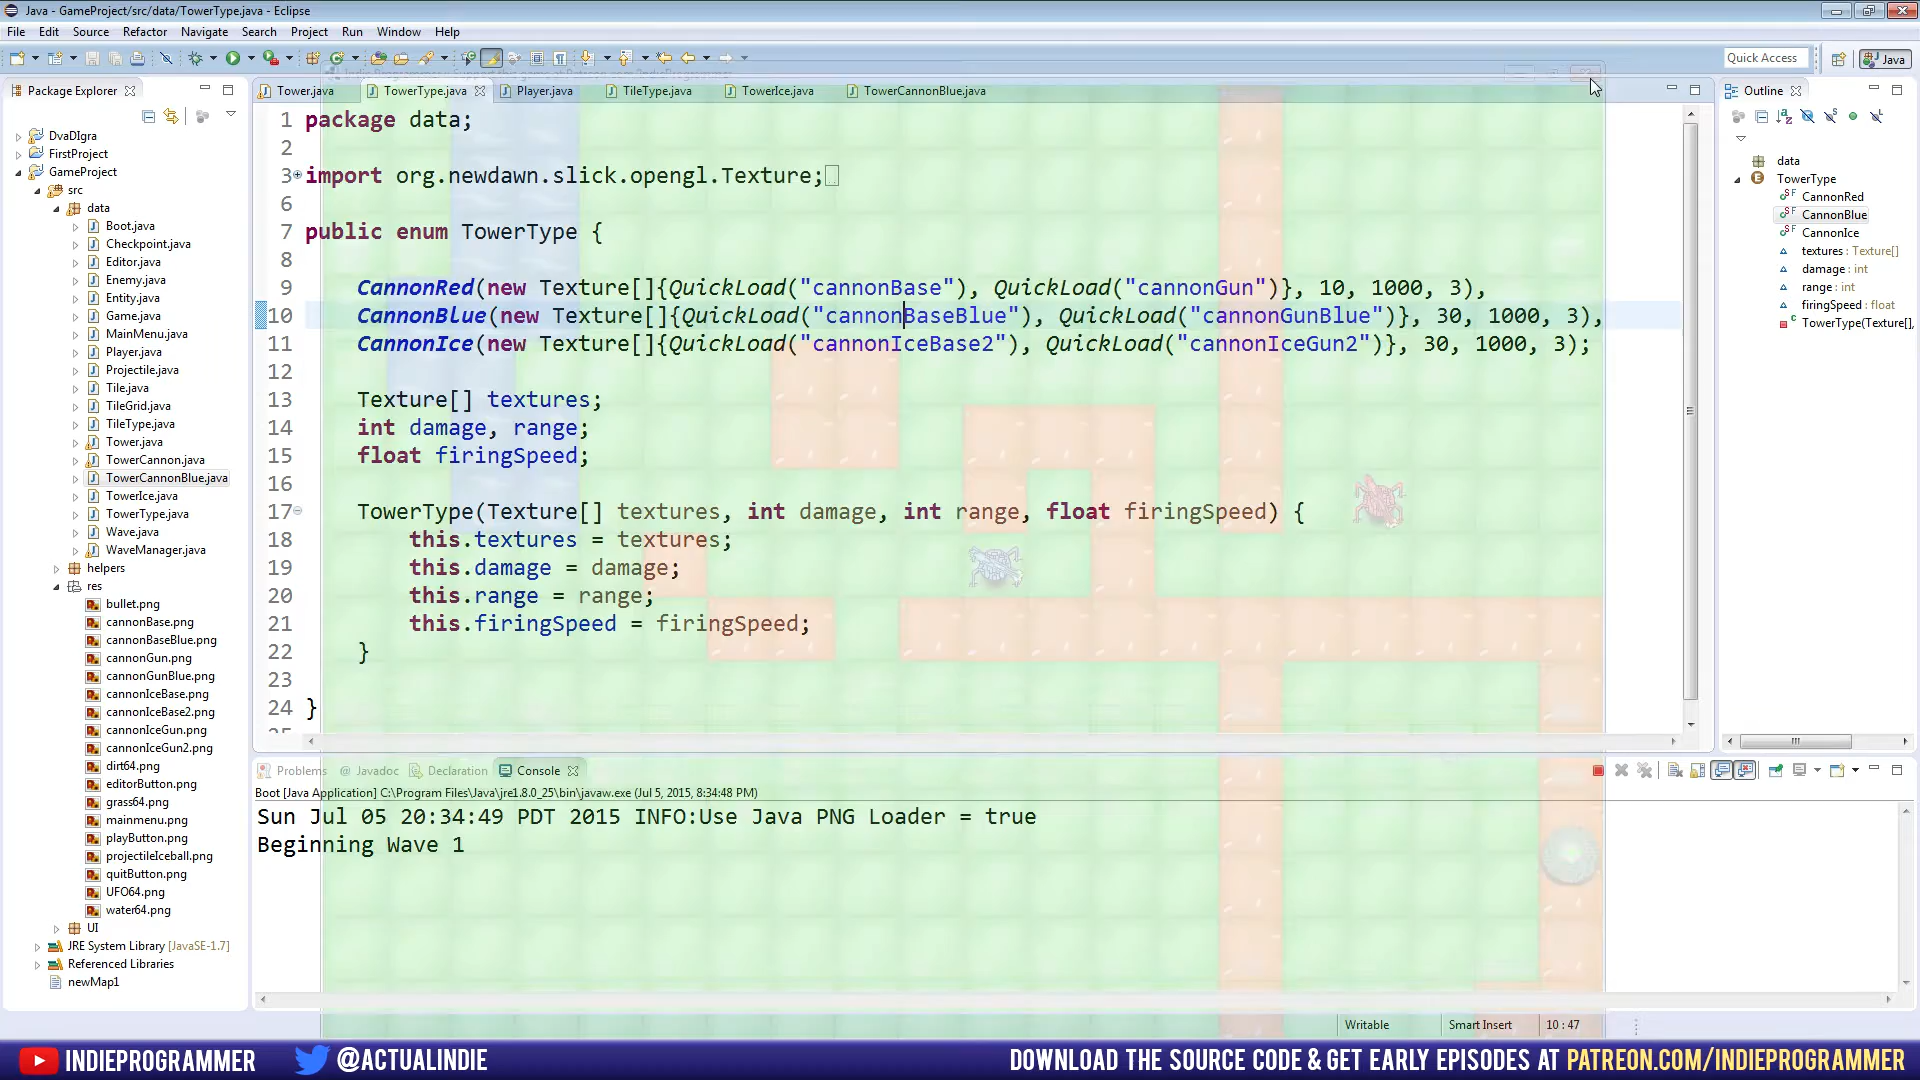 Java - GameProject/src/data/TowerType.java - Eclipse
File Edit Source Refactor Navigate Search Project Run Window Help
Quick Access
Java
Package Explorer
DvaDIgra
FirstProject
GameProject
src
data
Boot.java
Checkpoint.java
Editor.java
Enemy.java
Entity.java
Game.java
MainMenu.java
Player.java
Projectile.java
Tile.java
TileGrid.java
TileType.java
Tower.java
TowerCannon.java
TowerCannonBlue.java
TowerIce.java
TowerType.java
Wave.java
WaveManager.java
helpers
res
bullet.png
cannonBase.png
cannonBaseBlue.png
cannonGun.png
cannonGunBlue.png
cannonIceBase.png
cannonIceBase2.png
cannonIceGun.png
cannonIceGun2.png
dirt64.png
editorButton.png
grass64.png
mainmenu.png
playButton.png
projectileIceball.png
quitButton.png
UFO64.png
water64.png
UI
JRE System Library [JavaSE-1.7]
Referenced Libraries
newMap1
Tower.java TowerType.java Player.java TileType.java TowerIce.java TowerCannonBlue.java
1 package data;
2
3 import org.newdawn.slick.opengl.Texture;
6
7 public enum TowerType {
8
9 CannonRed(new Texture[]{QuickLoad("cannonBase"), QuickLoad("cannonGun")}, 10, 1000, 3),
10 CannonBlue(new Texture[]{QuickLoad("cannonBaseBlue"), QuickLoad("cannonGunBlue")}, 30, 1000, 3),
11 CannonIce(new Texture[]{QuickLoad("cannonIceBase2"), QuickLoad("cannonIceGun2")}, 30, 1000, 3);
12
13 Texture[] textures;
14 int damage, range;
15 float firingSpeed;
16
17 TowerType(Texture[] textures, int damage, int range, float firingSpeed) {
18 this.textures = textures;
19 this.damage = damage;
20 this.range = range;
21 this.firingSpeed = firingSpeed;
22 }
23
24 }
Outline
data
TowerType
CannonRed
CannonBlue
CannonIce
textures : Texture[]
damage : int
range : int
firingSpeed : float
TowerType(Texture[],
Problems @ Javadoc Declaration Console
Boot [Java Application] C:\Program Files\Java\jre1.8.0_25\bin\javaw.exe (Jul 5, 2015, 8:34:48 PM)
Sun Jul 05 20:34:49 PDT 2015 INFO:Use Java PNG Loader = true
Beginning Wave 1
Writable Smart Insert 10 : 47
INDIEPROGRAMMER @ACTUALINDIE DOWNLOAD THE SOURCE CODE & GET EARLY EPISODES AT PATREON.COM/INDIEPROGRAMMER